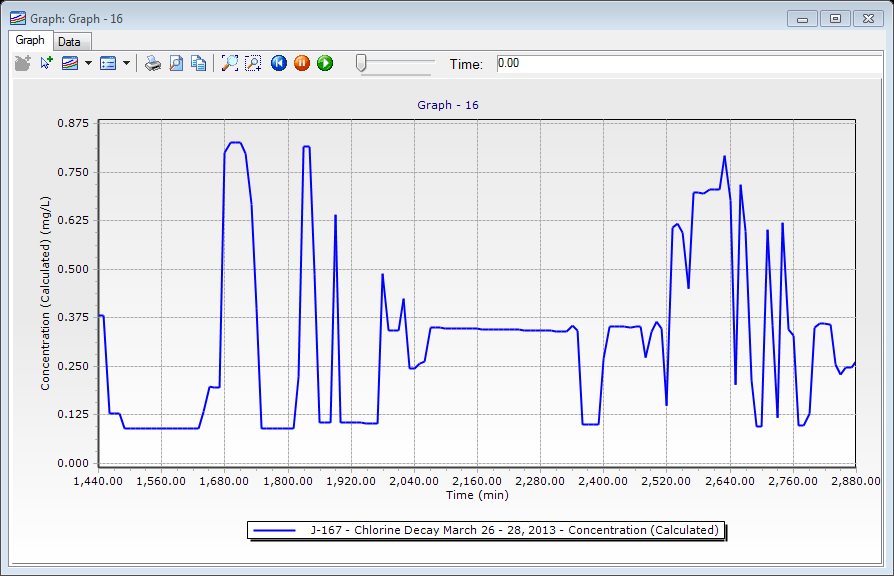 Graph: Graph - 16
Graph Data
Time: 0.00
Graph - 16
0.875
0.750
0.625
0.500
0.375
0.250
0.125
0.000
Concentration (Calculated) (mg/L)
1,440.00 1,560.00 1,680.00 1,800.00 1,920.00 2,040.00 2,160.00 2,280.00 2,400.00 2,520.00 2,640.00 2,760.00 2,880.00
Time (min)
J-167 - Chlorine Decay March 26 - 28, 2013 - Concentration (Calculated)